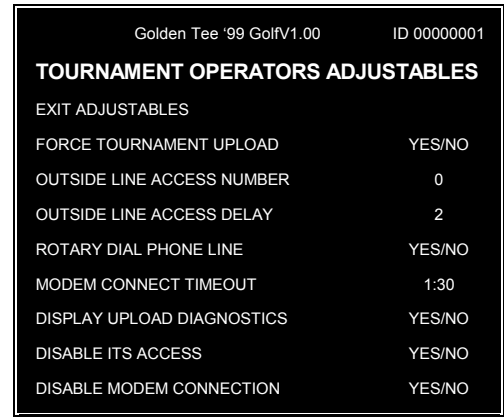 Golden Tee ‘99 GolfV1.00 ID 00000001
TOURNAMENT OPERATORS ADJUSTABLES
EXIT ADJUSTABLES
FORCE TOURNAMENT UPLOAD YES/NO
OUTSIDE LINE ACCESS NUMBER 0
OUTSIDE LINE ACCESS DELAY 2
ROTARY DIAL PHONE LINE YES/NO
MODEM CONNECT TIMEOUT 1:30
DISPLAY UPLOAD DIAGNOSTICS YES/NO
DISABLE ITS ACCESS YES/NO
DISABLE MODEM CONNECTION YES/NO